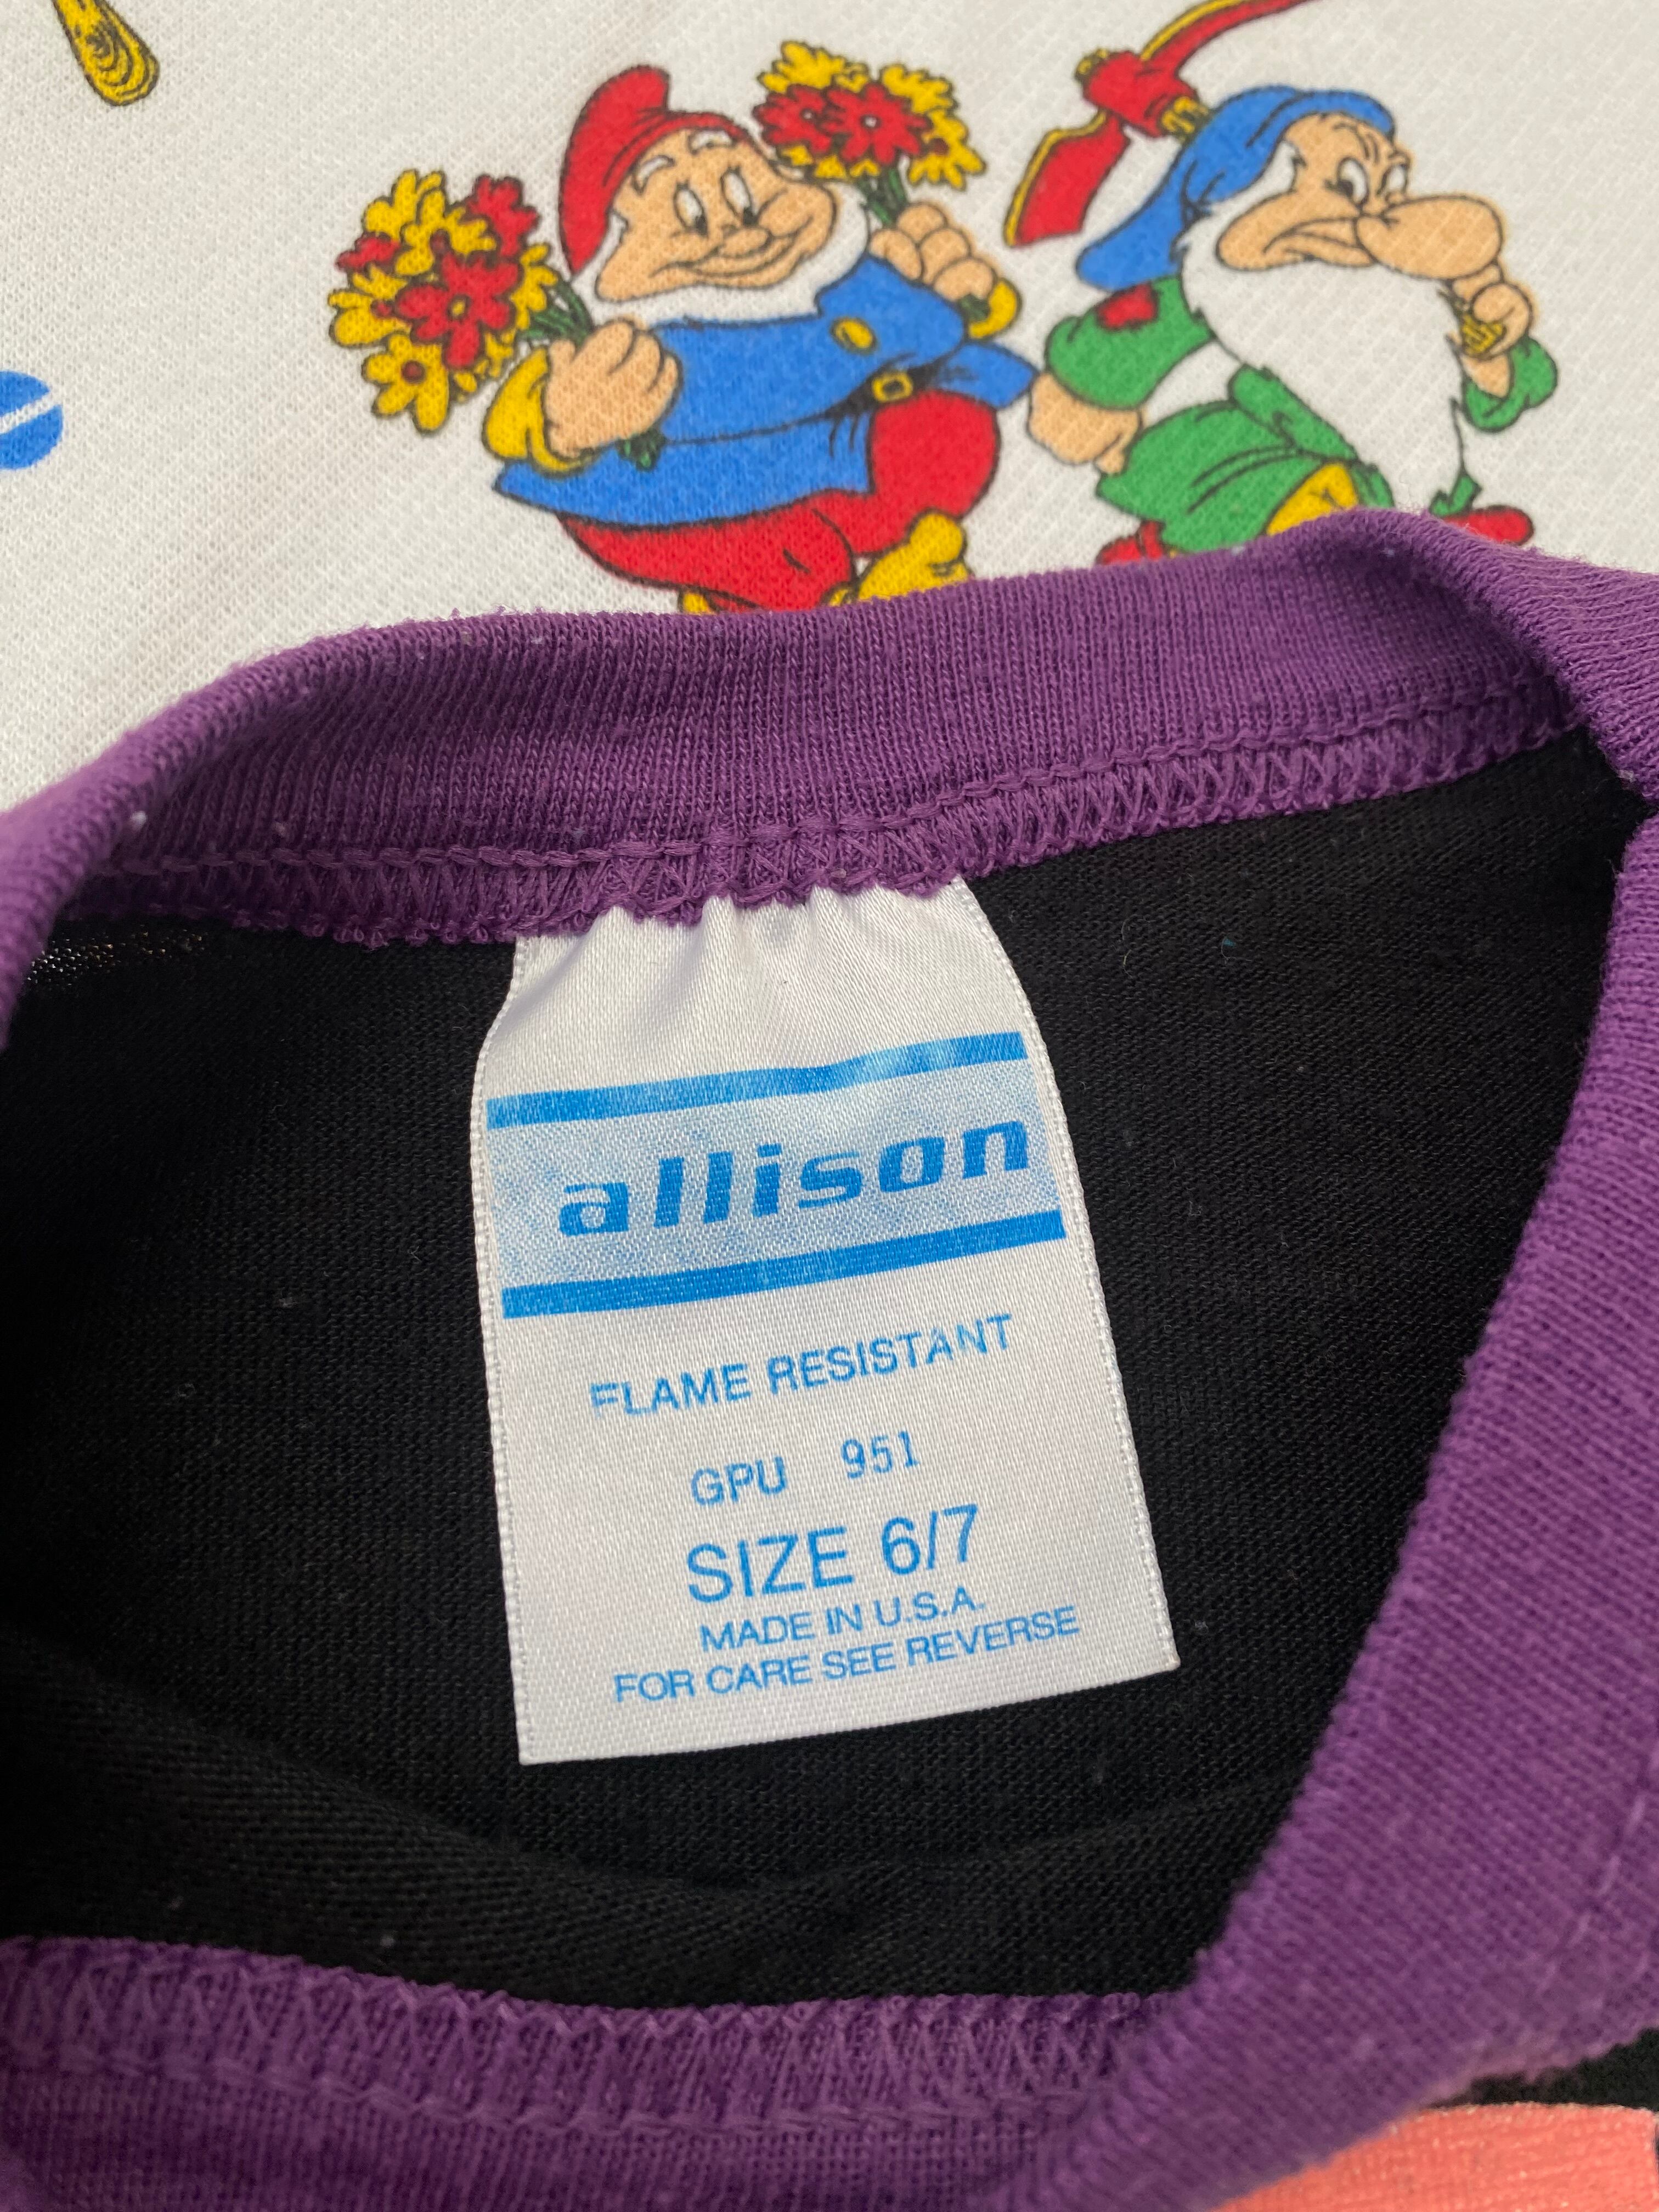 allison
FLAME RESISTANT
GPU 951
SIZE 6/7
MADE IN U.S.A.
FOR CARE SEE REVERSE